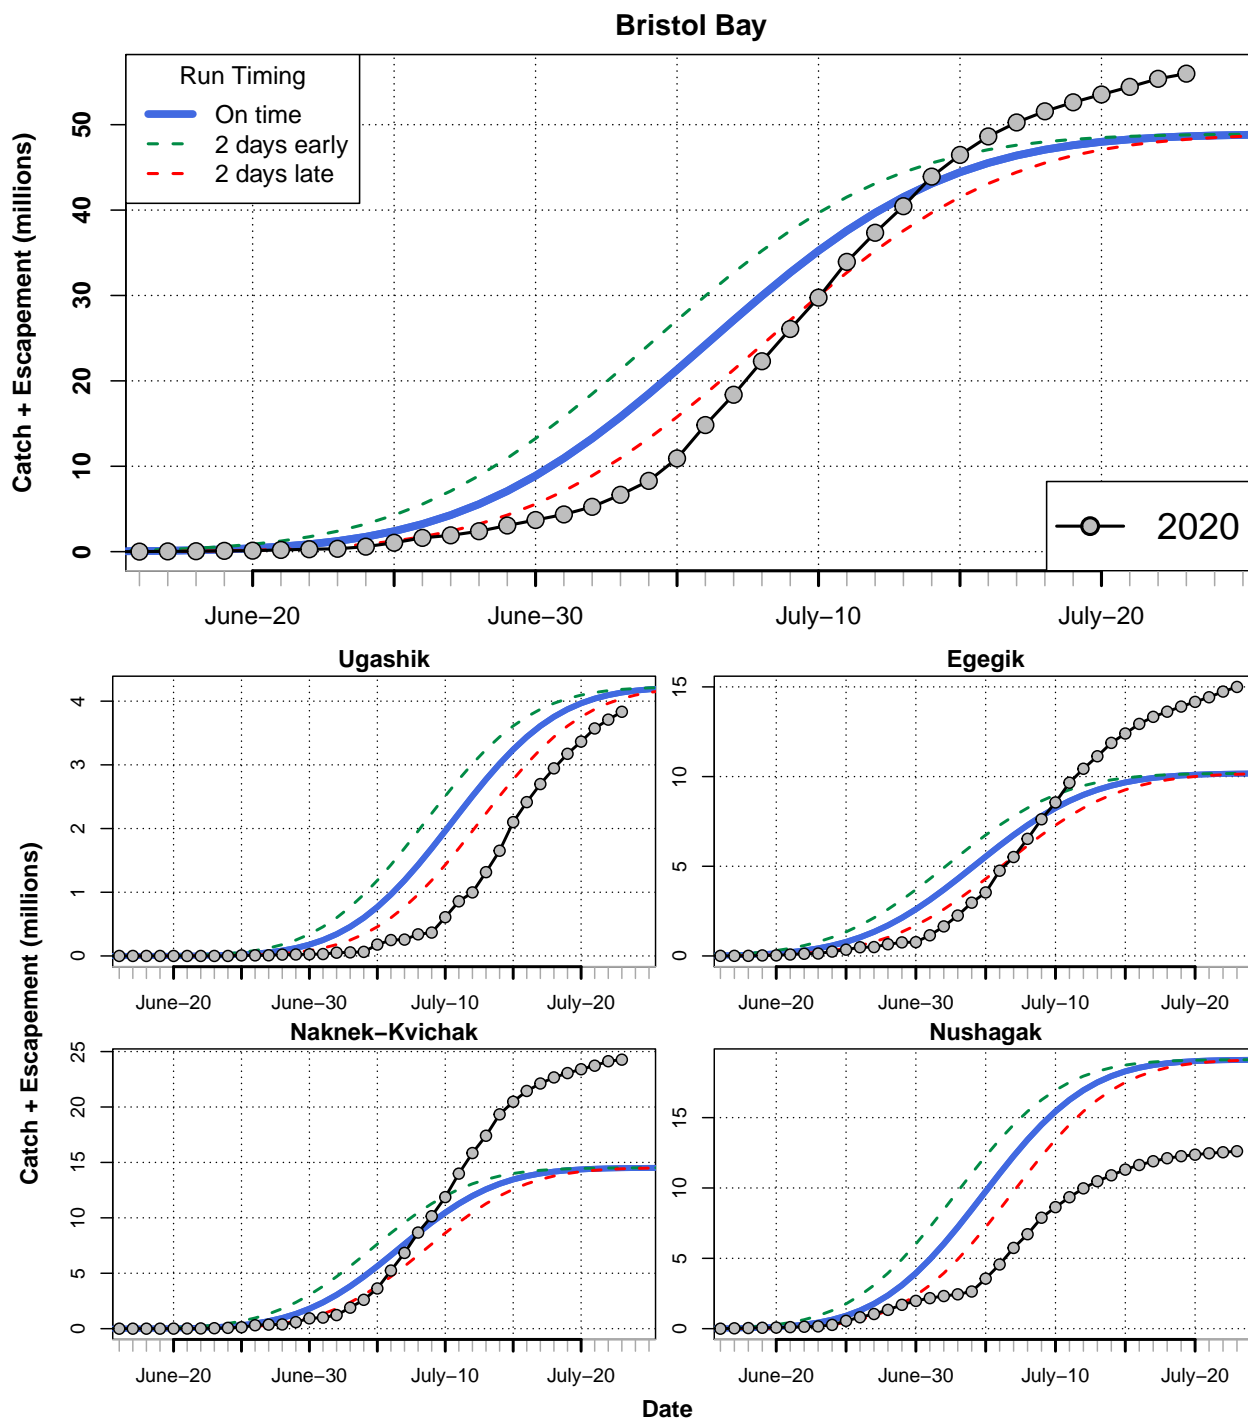 Bristol Bay
Run Timing
On time
2 days early
2 days late
Catch + Escapement (millions)
50
40
30
20
10
0
2020
June−20 June−30 July−10 July−20
Ugashik
4
3
2
1
0
June−20 June−30 July−10 July−20
Egegik
15
10
5
0
June−20 June−30 July−10 July−20
Catch + Escapement (millions)
Naknek−Kvichak
25
20
15
10
5
0
June−20 June−30 July−10 July−20
Nushagak
15
10
5
0
June−20 June−30 July−10 July−20
Date